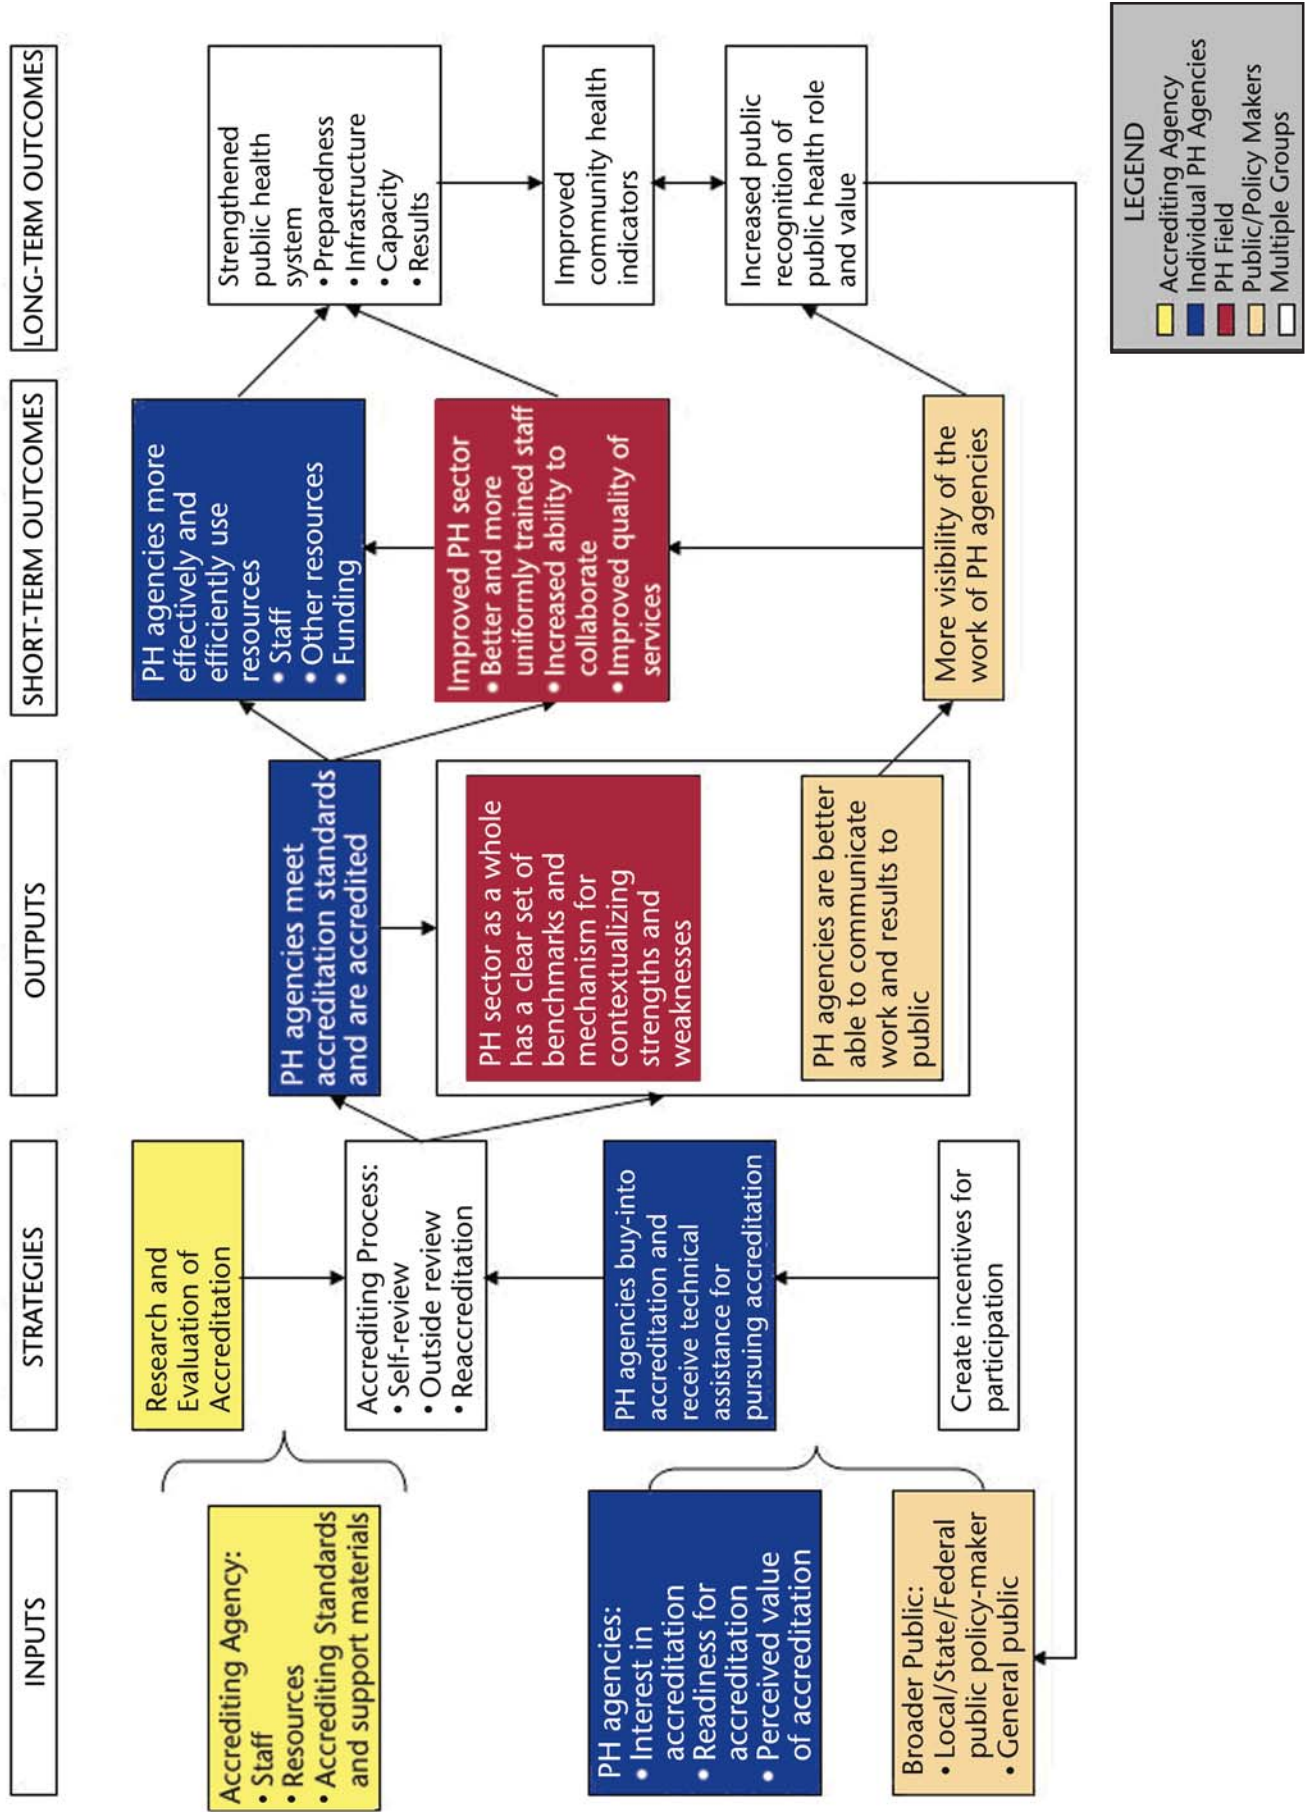 INPUTS
STRATEGIES
OUTPUTS
SHORT-TERM OUTCOMES
LONG-TERM OUTCOMES
Accrediting Agency:
• Staff
• Resources
• Accrediting Standards
and support materials
PH agencies:
• Interest in
accreditation
• Readiness for
accreditation
• Perceived value
of accreditation
Broader Public:
• Local/State/Federal
public policy-maker
• General public
Research and
Evaluation of
Accreditation
Accrediting Process:
• Self-review
• Outside review
• Reaccreditation
PH agencies buy-into
accreditation and
receive technical
assistance for
pursuing accreditation
Create incentives for
participation
PH agencies meet
accreditation standards
and are accredited
PH sector as a whole
has a clear set of
benchmarks and
mechanism for
contextualizing
strengths and
weaknesses
PH agencies are better
able to communicate
work and results to
public
PH agencies more
effectively and
efficiently use
resources
• Staff
• Other resources
• Funding
Improved PH sector
• Better and more
uniformly trained staff
• Increased ability to
collaborate
• Improved quality of
services
More visibility of the
work of PH agencies
Strengthened
public health
system
• Preparedness
• Infrastructure
• Capacity
• Results
Improved
community health
indicators
Increased public
recognition of
public health role
and value
LEGEND
Accrediting Agency
Individual PH Agencies
PH Field
Public/Policy Makers
Multiple Groups